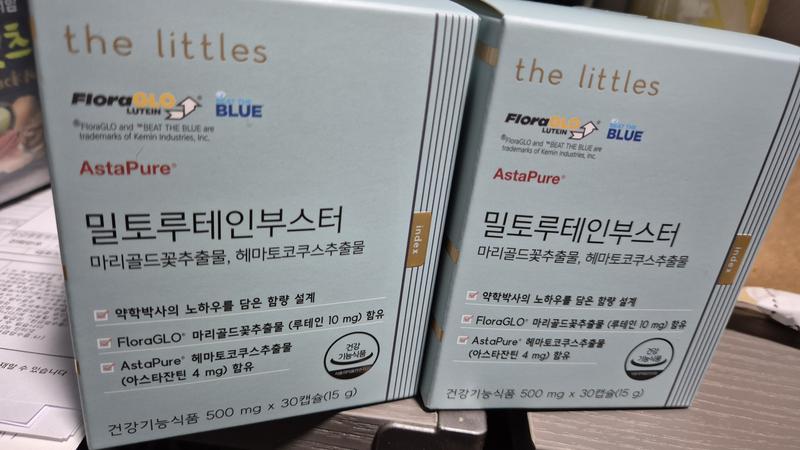 the littles
FloraGLO
LUTEIN
BEAT THE
BLUE
®FloraGLO and ™BEAT THE BLUE are
trademarks of Kemin Industries, Inc.
AstaPure®
밀토루테인부스터
마리골드꽃추출물, 헤마토코쿠스추출물
index
약학박사의 노하우를 담은 함량 설계
FloraGLO® 마리골드꽃추출물 (루테인 10 mg) 함유
AstaPure® 헤마토코쿠스추출물
(아스타잔틴 4 mg) 함유
건강
기능식품
건강기능식품 500 mg x 30캡슐(15 g)
the littles
FloraGLO
LUTEIN
BEAT THE
BLUE
®FloraGLO and ™BEAT THE BLUE are
trademarks of Kemin Industries, Inc.
AstaPure®
밀토루테인부스터
마리골드꽃추출물, 헤마토코쿠스추출물
index
약학박사의 노하우를 담은 함량 설계
FloraGLO® 마리골드꽃추출물 (루테인 10 mg) 함유
AstaPure® 헤마토코쿠스추출물
(아스타잔틴 4 mg) 함유
건강
기능식품
건강기능식품 500 mg x 30캡슐(15 g)